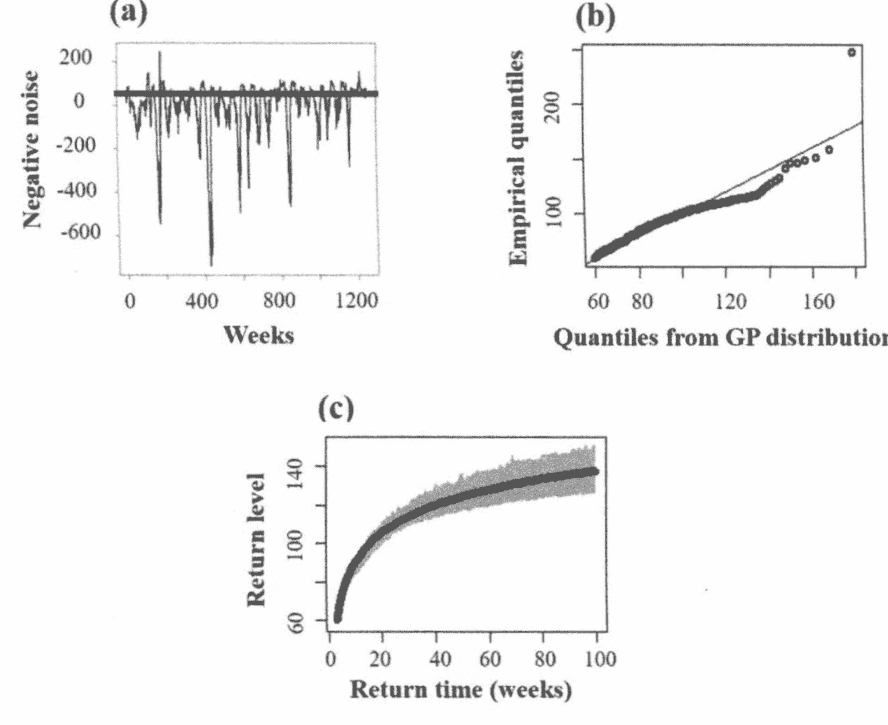 (a)
Negative noise
200
0
-200
-400
-600
0 400 800 1200
Weeks
(b)
Empirical quantiles
200
100
60 80 120 160
Quantiles from GP distribution
(c)
Return level
140
100
60
0 20 40 60 80 100
Return time (weeks)